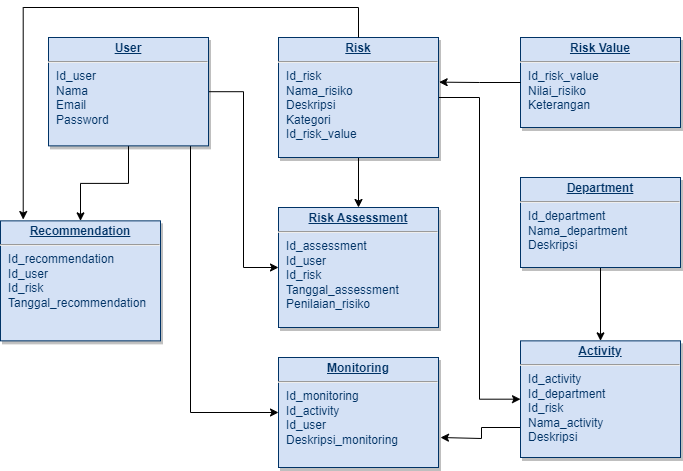 User
Id_user
Nama
Email
Password
Risk
Id_risk
Nama_risiko
Deskripsi
Kategori
Id_risk_value
Risk Value
Id_risk_value
Nilai_risiko
Keterangan
Department
Id_department
Nama_department
Deskripsi
Recommendation
Id_recommendation
Id_user
Id_risk
Tanggal_recommendation
Risk Assessment
Id_assessment
Id_user
Id_risk
Tanggal_assessment
Penilaian_risiko
Monitoring
Id_monitoring
Id_activity
Id_user
Deskripsi_monitoring
Activity
Id_activity
Id_department
Id_risk
Nama_activity
Deskripsi